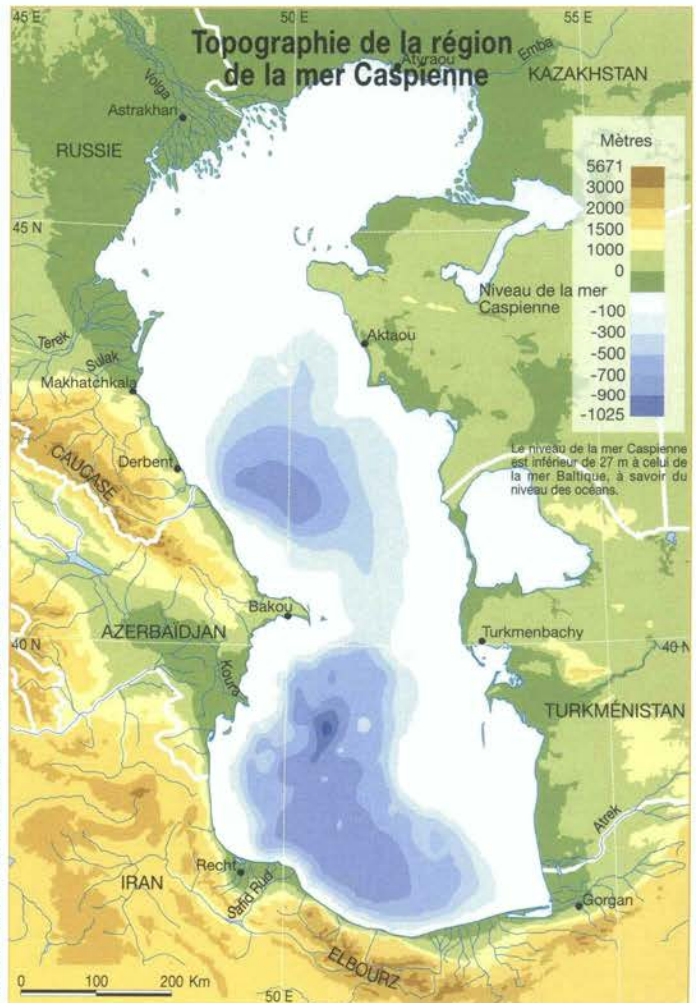 45 E
50 E
55 E
Topographie de la région
de la mer Caspienne
Atyraou
Emba
KAZAKHSTAN
Volga
Astrakhan
RUSSIE
Mètres
5671
3000
2000
1500
1000
0
-100
-300
-500
-700
-900
-1025
Niveau de la mer
Caspienne
45 N
Aktaou
Terek
Sulak
Makhatchkala
Le niveau de la mer Caspienne
est inférieur de 27 m à celui de
la mer Baltique, à savoir du
niveau des océans.
CAUCASE
Derbent
Bakou
AZERBAÏDJAN
40 N
Turkmenbachy
40 N
Koura
TURKMÉNISTAN
Atrek
Recht
IRAN
Safid Rud
Gorgan
ELBOURZ
0 100 200 Km
50 E